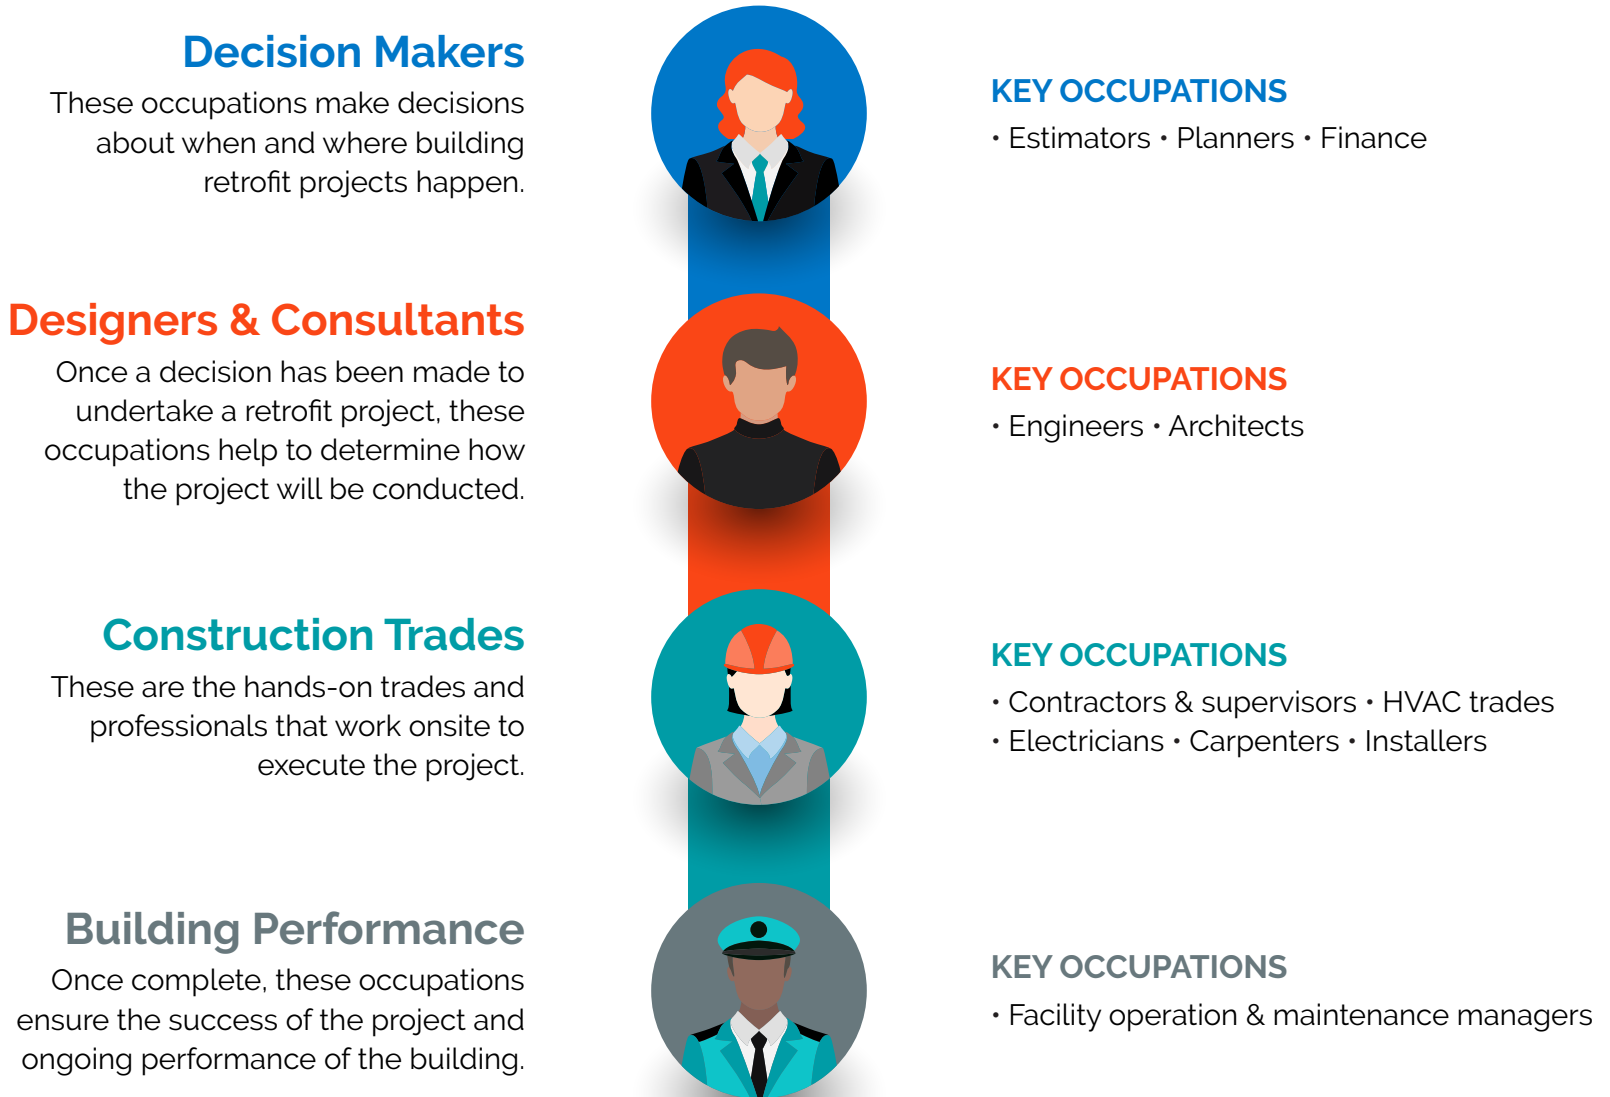 Decision Makers
These occupations make decisions
about when and where building
retrofit projects happen.
KEY OCCUPATIONS
• Estimators • Planners • Finance
Designers & Consultants
Once a decision has been made to
undertake a retrofit project, these
occupations help to determine how
the project will be conducted.
KEY OCCUPATIONS
• Engineers • Architects
Construction Trades
These are the hands-on trades and
professionals that work onsite to
execute the project.
KEY OCCUPATIONS
• Contractors & supervisors • HVAC trades
• Electricians • Carpenters • Installers
Building Performance
Once complete, these occupations
ensure the success of the project and
ongoing performance of the building.
KEY OCCUPATIONS
• Facility operation & maintenance managers